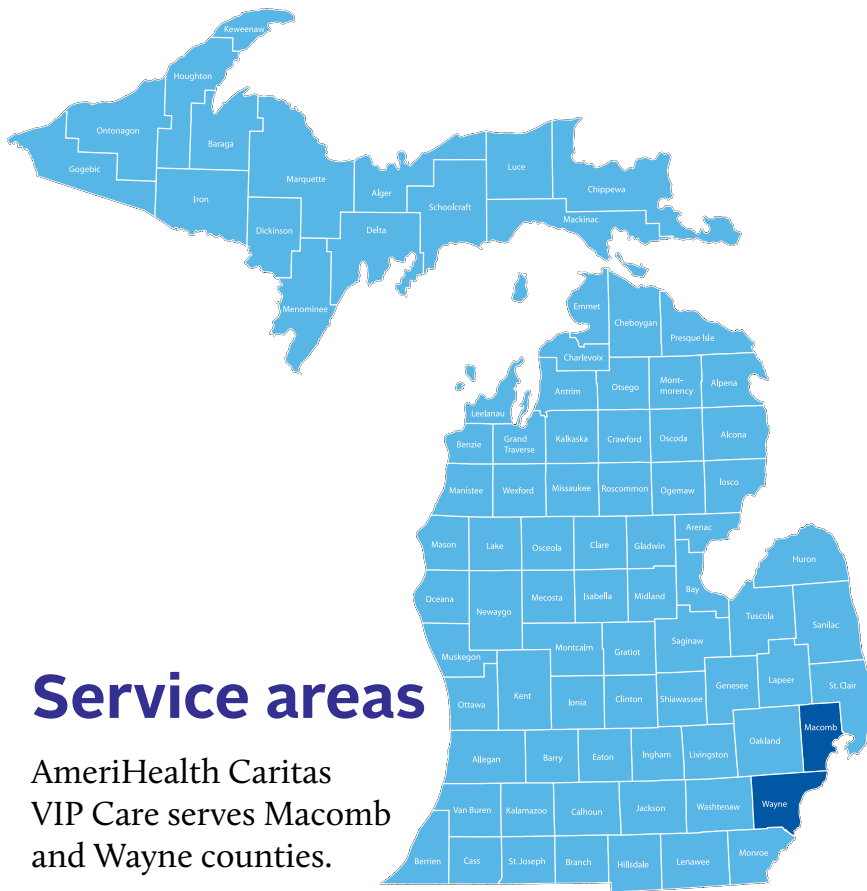 Keweenaw
Houghton
Ontonagon
Baraga
Gogebic
Marquette
Luce
Iron
Alger
Chippewa
Schoolcraft
Mackinac
Dickinson
Delta
Menominee
Emmet
Cheboygan
Presque Isle
Charlevoix
Antrim
Otsego
Mont-
morency
Alpena
Leelanau
Benzie
Grand
Traverse
Kalkaska
Crawford
Oscoda
Alcona
Manistee
Wexford
Missaukee
Roscommon
Ogemaw
Iosco
Arenac
Mason
Lake
Osceola
Clare
Gladwin
Huron
Bay
Oceana
Newaygo
Mecosta
Isabella
Midland
Tuscola
Sanilac
Saginaw
Montcalm
Gratiot
Muskegon
Genesee
Lapeer
St. Clair
Ottawa
Kent
Ionia
Clinton
Shiawassee
Macomb
Oakland
Allegan
Barry
Eaton
Ingham
Livingston
Van Buren
Kalamazoo
Calhoun
Jackson
Washtenaw
Wayne
Berrien
Cass
St. Joseph
Branch
Hillsdale
Lenawee
Monroe
Service areas
AmeriHealth Caritas
VIP Care serves Macomb
and Wayne counties.